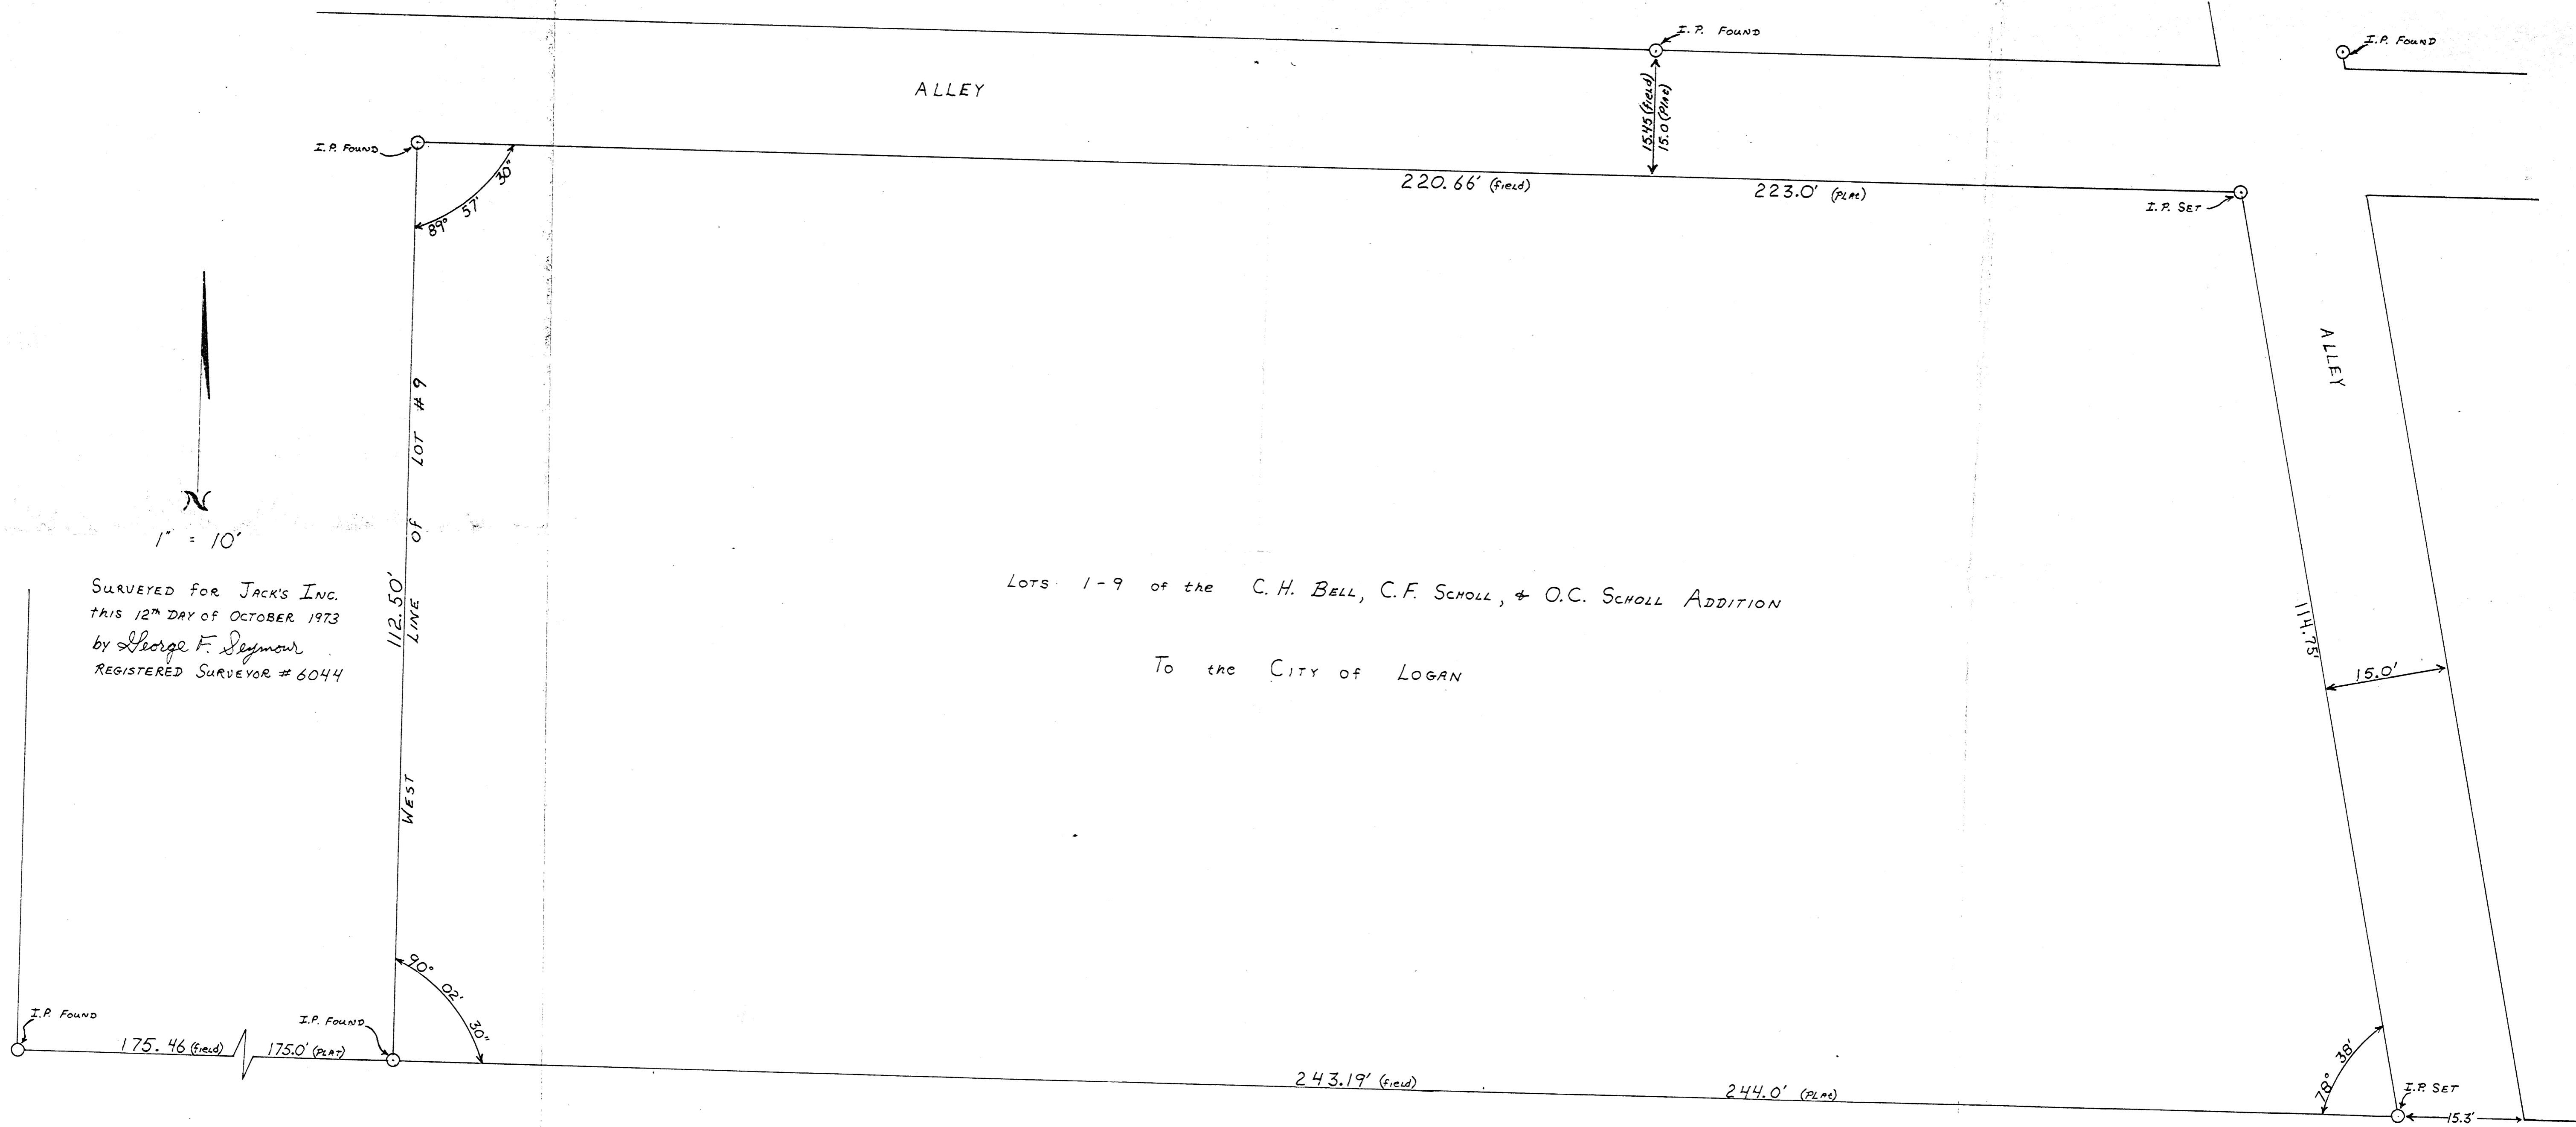 I.P. FOUND
I.P. FOUND
ALLEY
15.45 (field)
15.0 (PLAt)
I.P. FOUND
89° 57' 30"
220.66' (field)
223.0' (PLAt)
I.P. SET
ALLEY
N
1" = 10'
SURVEYED for JACK'S INC.
this 12th DAY of OCTOBER 1973
by George F. Seymour
REGISTERED SURVEYOR # 6044
112.50'
WEST LINE Of LOT # 9
LOTS 1-9 of the C.H. BELL, C.F. SCHOLL, & O.C. SCHOLL ADDITION
To the CITY of LOGAN
114.75'
15.0'
I.P. FOUND
175.46 (field)
175.0' (PLAT)
I.P. FOUND
90° 02' 30"
243.19' (field)
244.0' (PLAt)
78° 38'
I.P. SET
15.3'